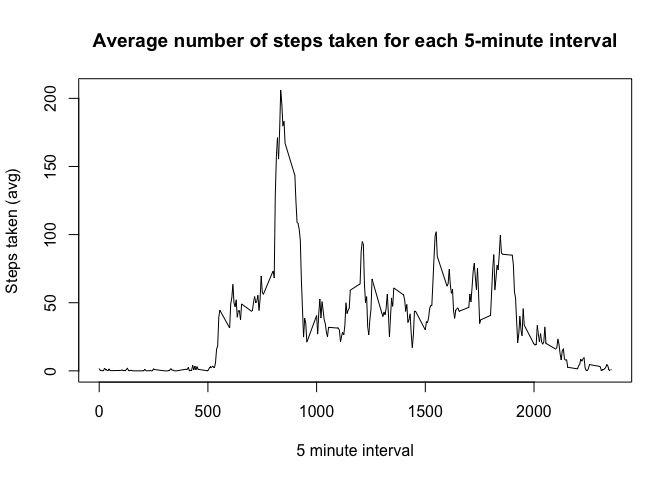 Average number of steps taken for each 5-minute interval
Steps taken (avg)
200
150
100
50
0
0 500 1000 1500 2000
5 minute interval